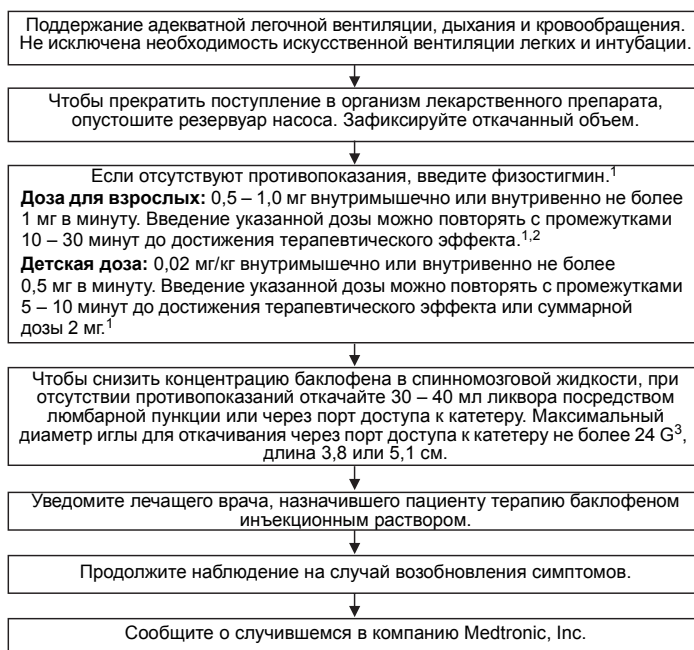 Поддержание адекватной легочной вентиляции, дыхания и кровообращения.
Не исключена необходимость искусственной вентиляции легких и интубации.
Чтобы прекратить поступление в организм лекарственного препарата,
опустошите резервуар насоса. Зафиксируйте откачанный объем.
Если отсутствуют противопоказания, введите физостигмин.¹
Доза для взрослых: 0,5 – 1,0 мг внутримышечно или внутривенно не более
1 мг в минуту. Введение указанной дозы можно повторять с промежутками
10 – 30 минут до достижения терапевтического эффекта.¹,²
Детская доза: 0,02 мг/кг внутримышечно или внутривенно не более
0,5 мг в минуту. Введение указанной дозы можно повторять с промежутками
5 – 10 минут до достижения терапевтического эффекта или суммарной
дозы 2 мг.¹
Чтобы снизить концентрацию баклофена в спинномозговой жидкости, при
отсутствии противопоказаний откачайте 30 – 40 мл ликвора посредством
люмбарной пункции или через порт доступа к катетеру. Максимальный
диаметр иглы для откачивания через порт доступа к катетеру не более 24 G³,
длина 3,8 или 5,1 см.
Уведомите лечащего врача, назначившего пациенту терапию баклофеном
инъекционным раствором.
Продолжите наблюдение на случай возобновления симптомов.
Сообщите о случившемся в компанию Medtronic, Inc.